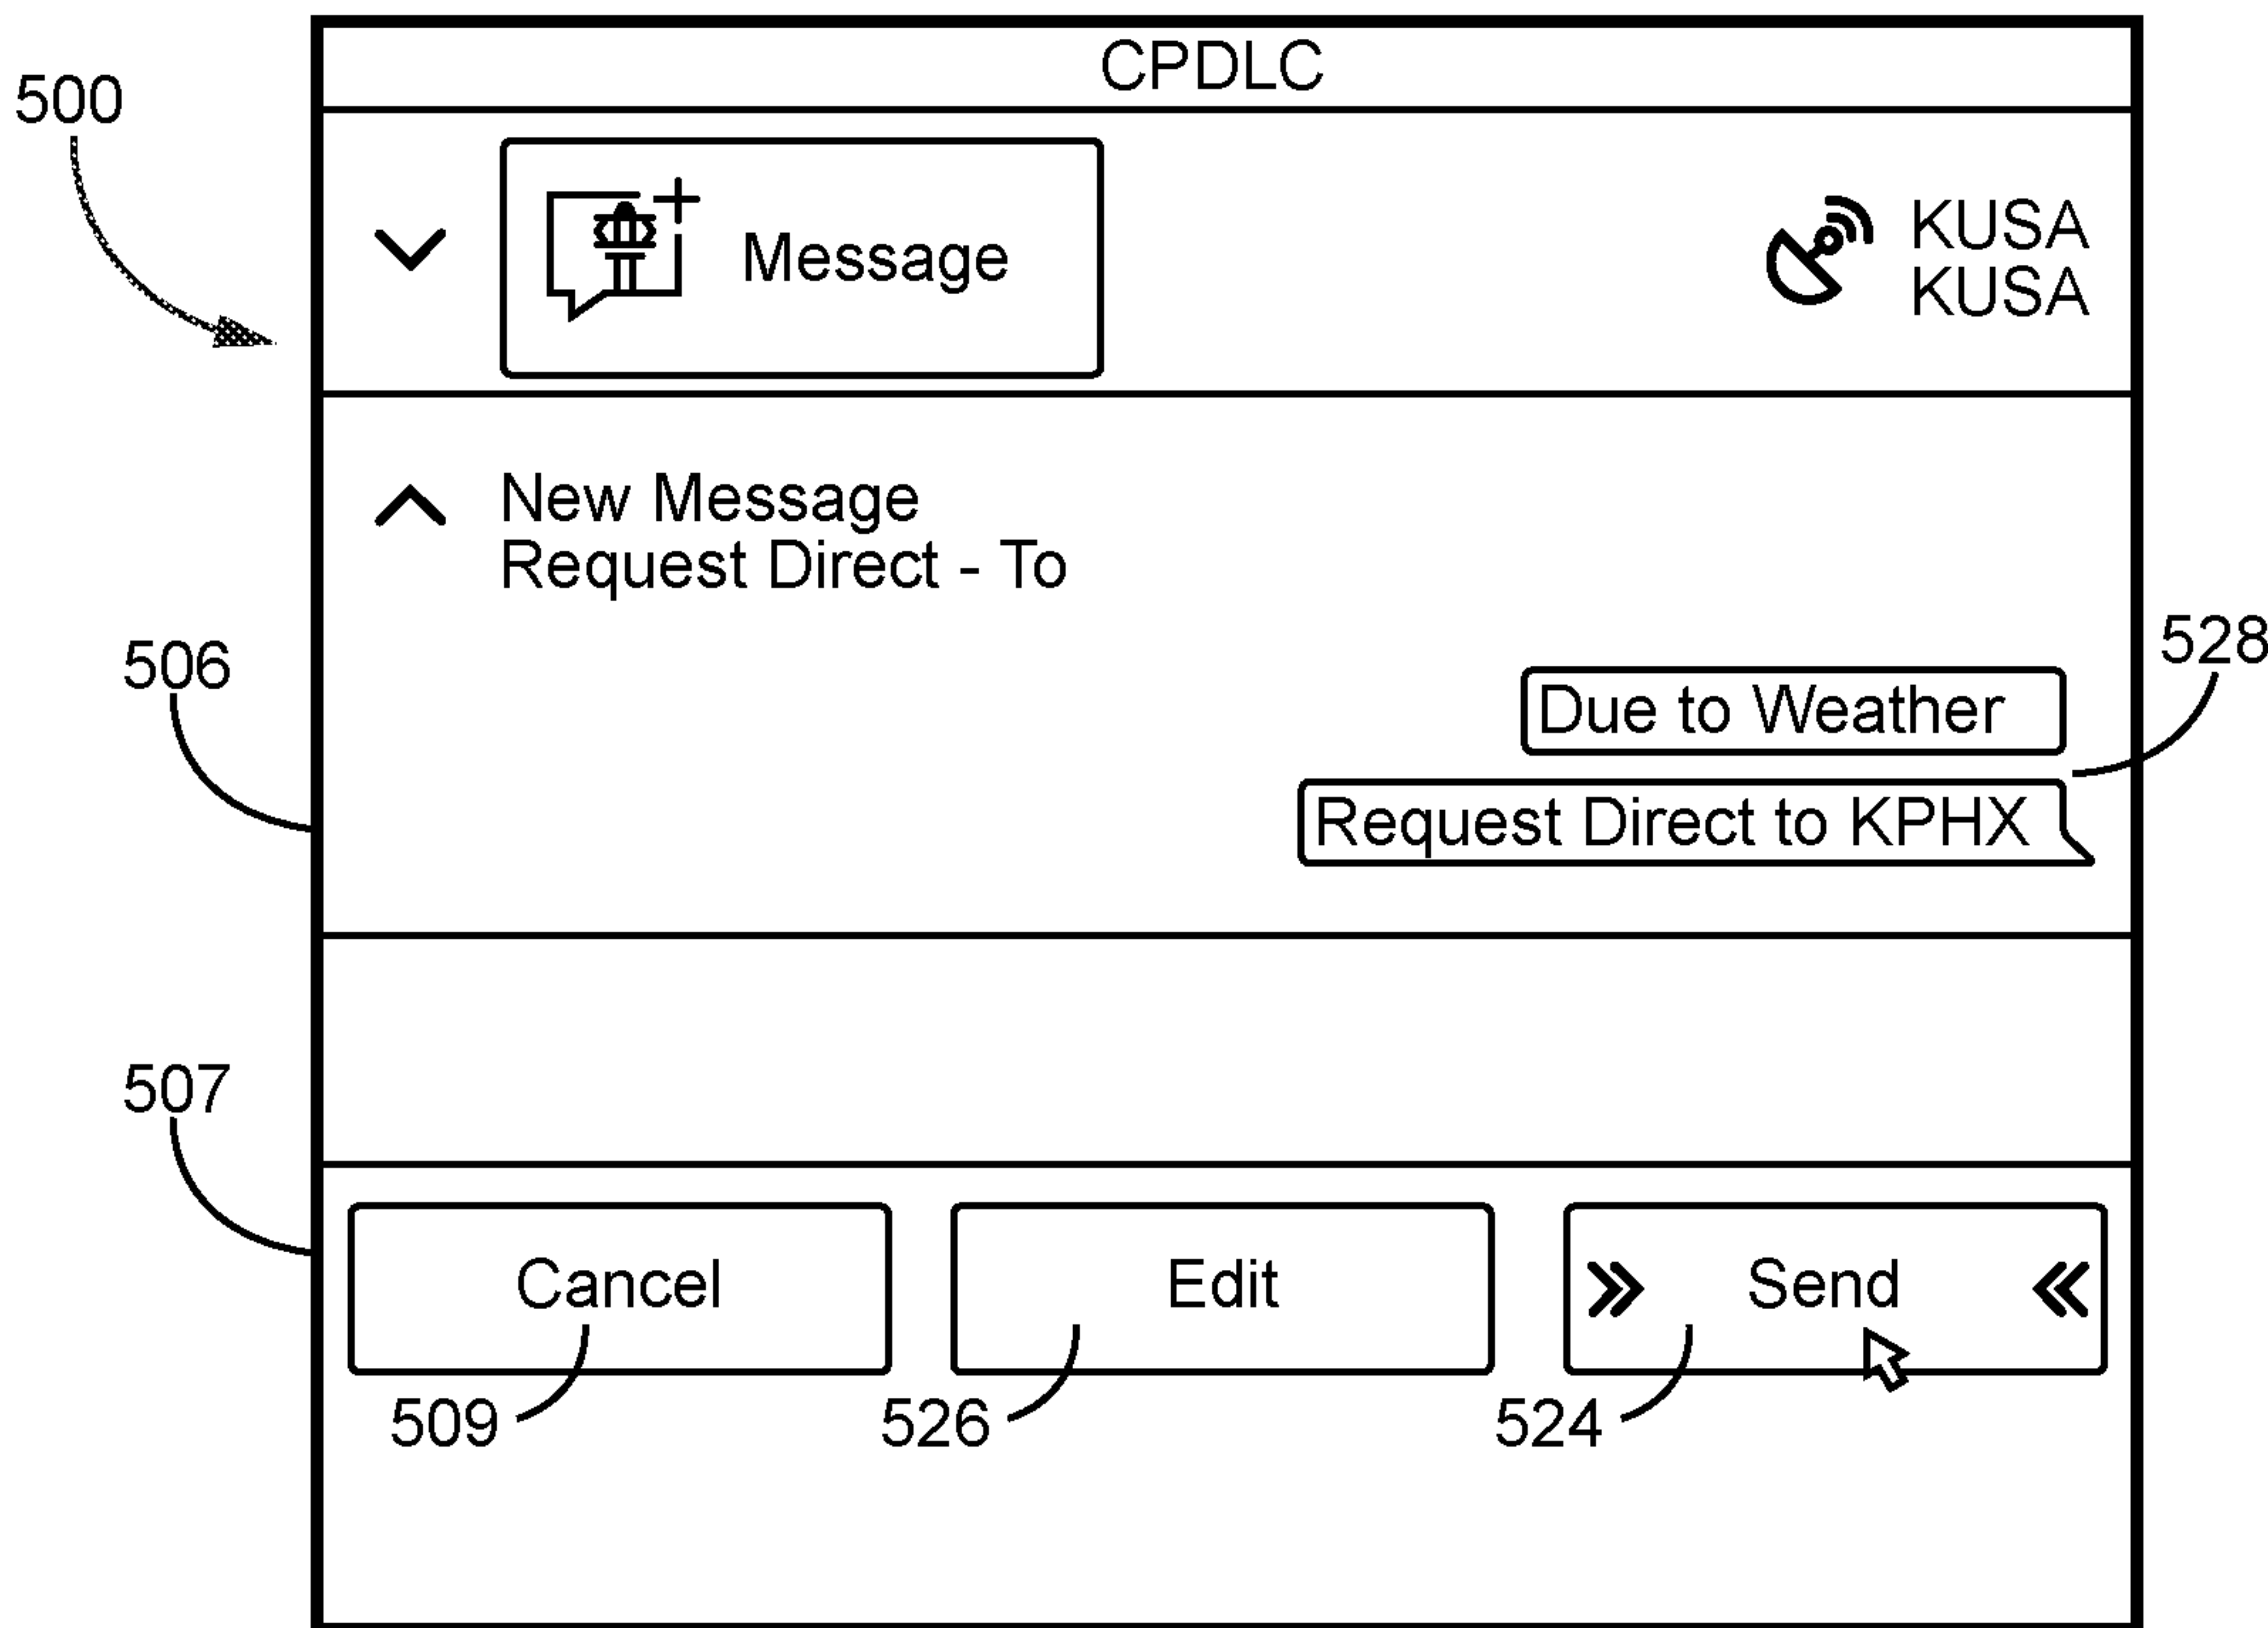 CPDLC
500
Message
KUSA
KUSA
New Message
Request Direct - To
506
528
Due to Weather
Request Direct to KPHX
507
Cancel
Edit
Send
509
526
524